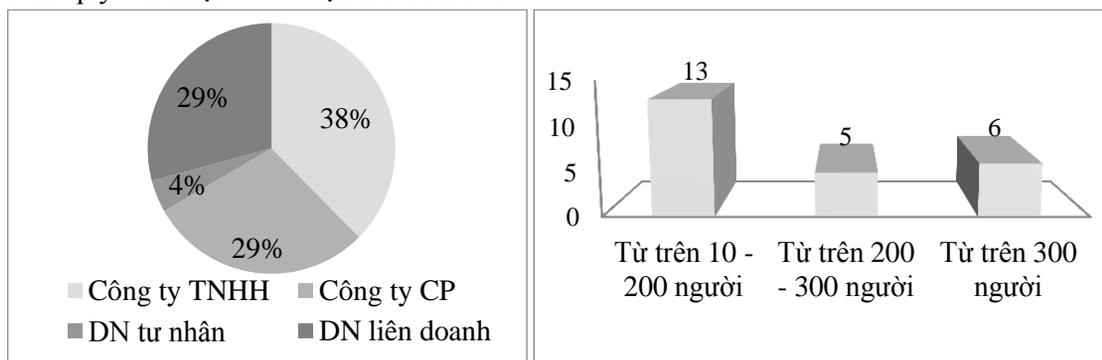 29%
38%
4%
29%
Công ty TNHH Công ty CP
DN tư nhân DN liên doanh
15
10
5
0
13
5
6
Từ trên 10 - Từ trên 200 Từ trên 300
200 người - 300 người người